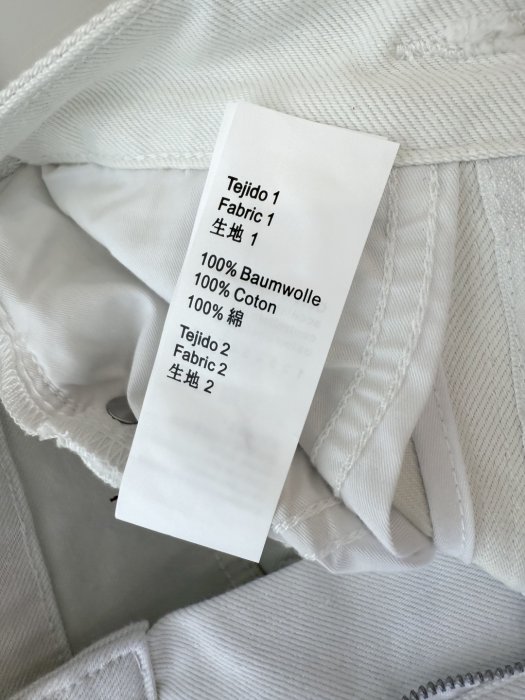 Tejido 1
Fabric 1
生地 1
100% Baumwolle
100% Coton
100% 綿
Tejido 2
Fabric 2
生地 2